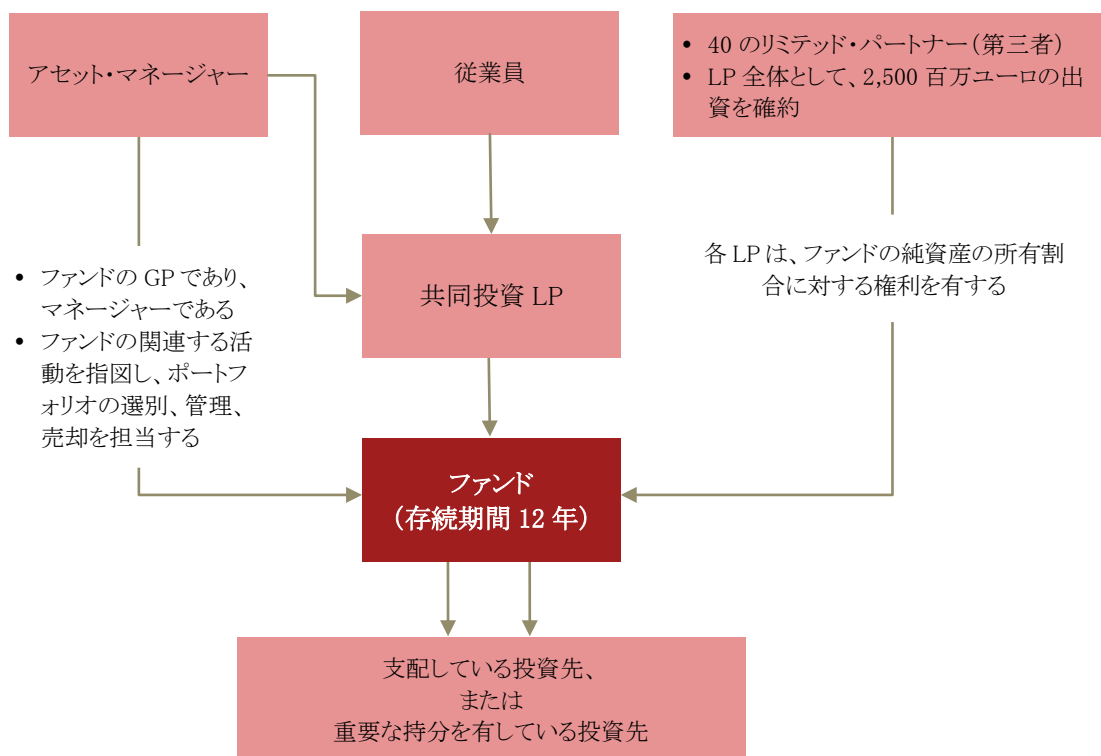 アセット・マネージャー
従業員
• 40 のリミテッド・パートナー（第三者）
• LP 全体として、2,500 百万ユーロの出
資を確約
• ファンドの GP であり、
マネージャーである
• ファンドの関連する活
動を指図し、ポートフ
ォリオの選別、管理、
売却を担当する
共同投資 LP
各 LP は、ファンドの純資産の所有割
合に対する権利を有する
ファンド
（存続期間 12 年）
支配している投資先、
または
重要な持分を有している投資先